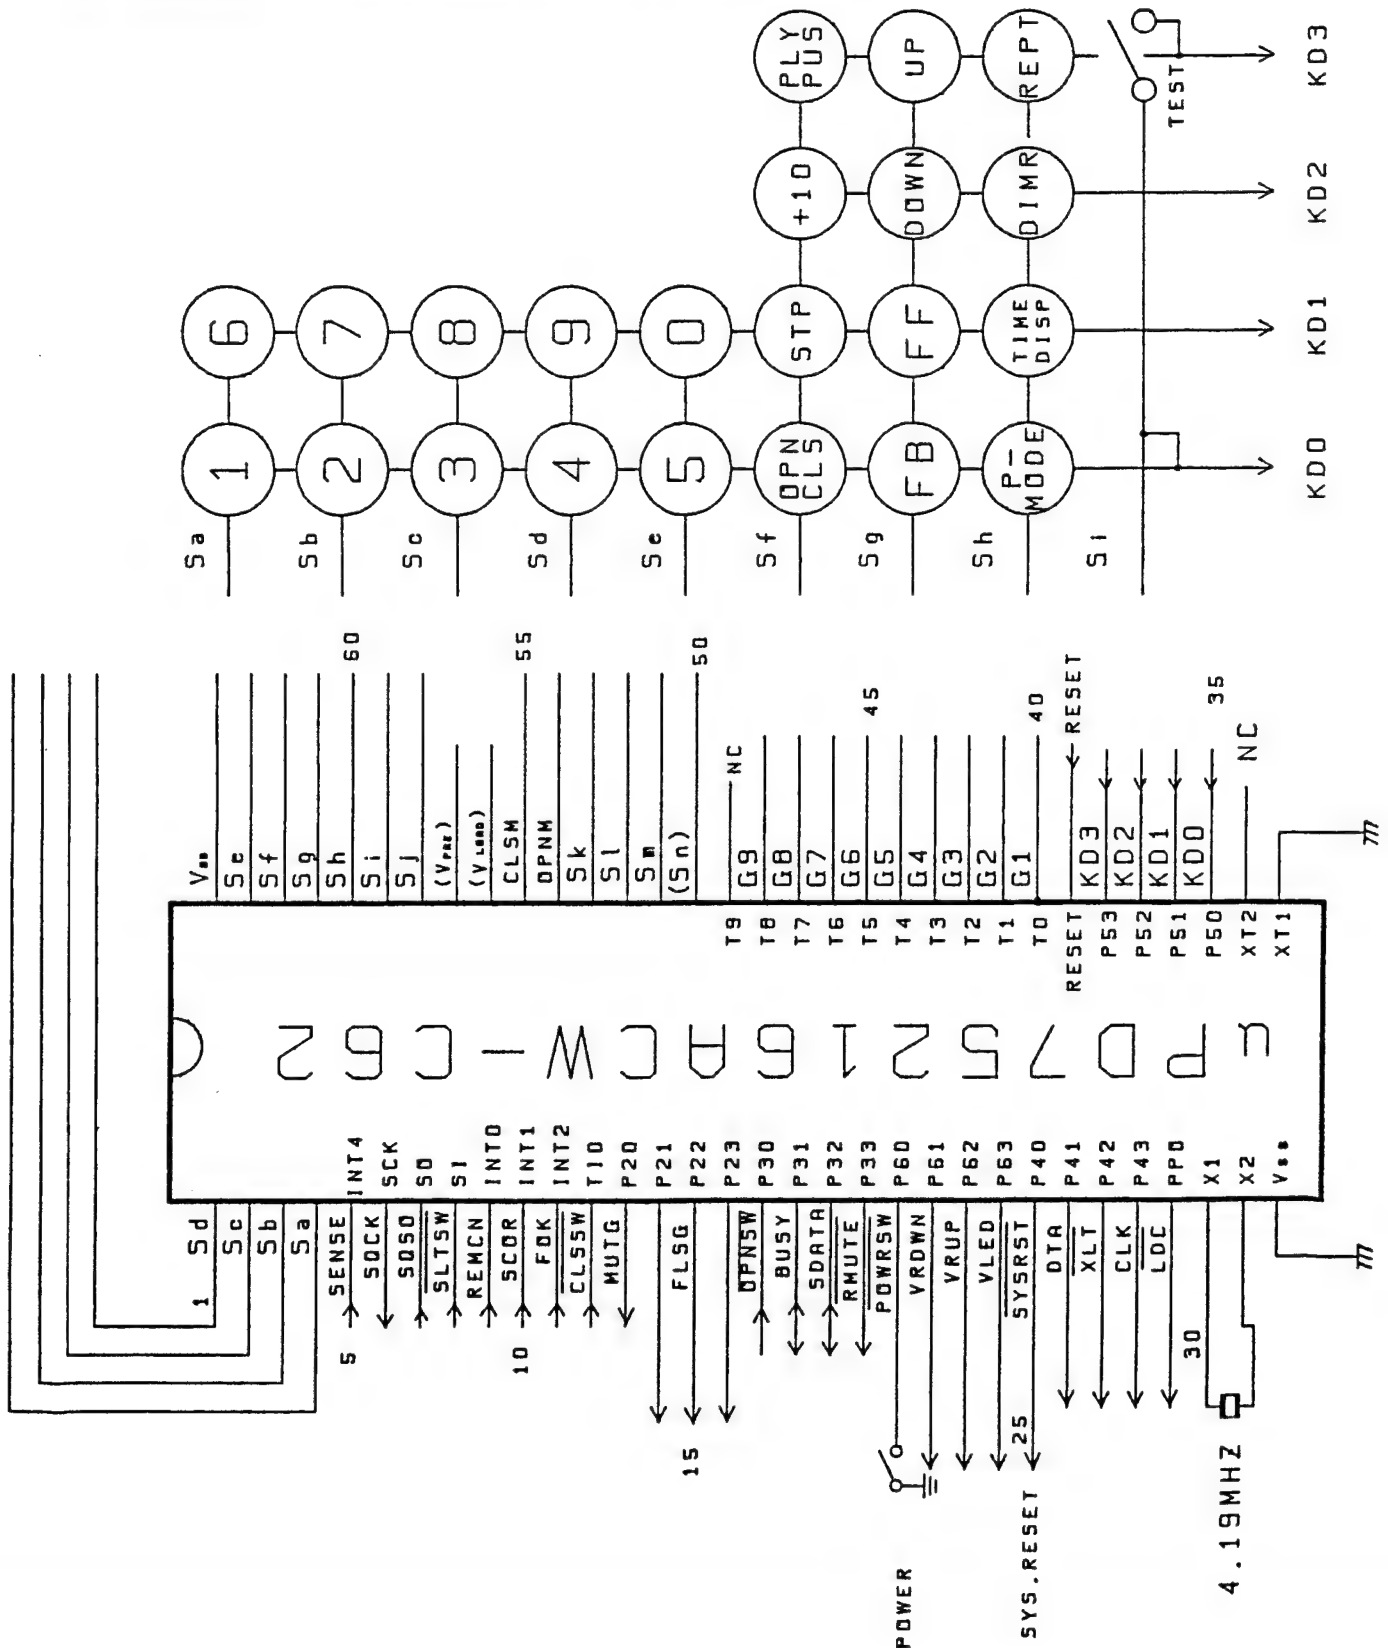 PLY
PUS
UP
REPT
TEST
KD3
+10
DOWN
DIMR
KD2
6
7
8
9
0
STP
FF
TIME
DISP
KD1
1
2
3
4
5
OPN
CLS
FB
P-
MODE
KD0
Sa
Sb
Sc
Sd
Se
Sf
Sg
Sh
Si
60
55
50
45
40
35
RESET
NC
NC
VSS
Se
Sf
Sg
Sh
Si
Sj
(VPRE)
(VLOAD)
CLSM
OPNM
Sk
Sl
Sm
(Sn)
G9
G8
G7
G6
G5
G4
G3
G2
G1
KD3
KD2
KD1
KD0
T9
T8
T7
T6
T5
T4
T3
T2
T1
T0
RESET
P53
P52
P51
P50
XT2
XT1
μPD75216ACW-C62
INT4
SCK
SO
SI
INT0
INT1
INT2
TI0
P20
P21
P22
P23
P30
P31
P32
P33
P60
P61
P62
P63
P40
P41
P42
P43
PP0
X1
X2
VSS
Sd
Sc
Sb
Sa
SENSE
SQCK
SQSO
SLTSW
REMCN
SCOR
FOK
CLSSW
MUTG
FLSG
OPNSW
BUSY
SDATA
RMUTE
POWRSW
VRDWN
VRUP
VLED
SYSRST
DTA
XLT
CLK
LDC
1
5
10
15
25
30
POWER
SYS.RESET
4.19MHZ